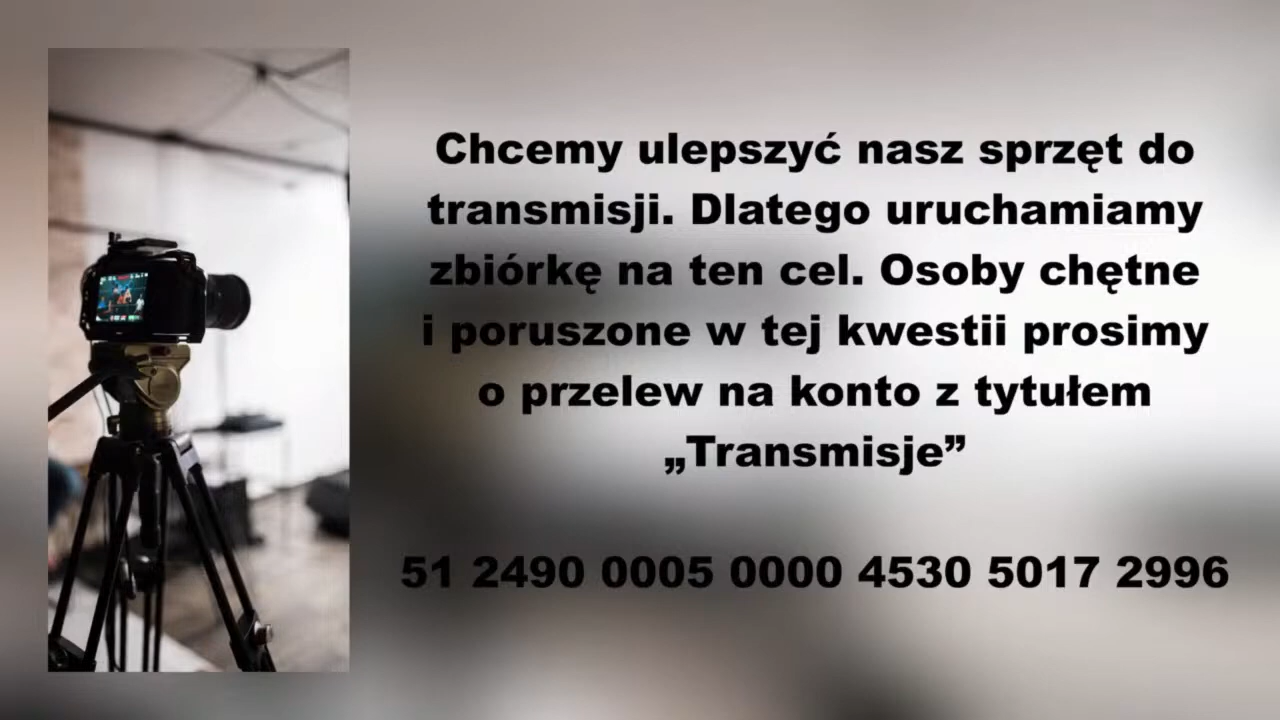 Chcemy ulepszyć nasz sprzęt do
transmisji. Dlatego uruchamiamy
zbiórkę na ten cel. Osoby chętne
i poruszone w tej kwestii prosimy
o przelew na konto z tytułem
„Transmisje”
51 2490 0005 0000 4530 5017 2996